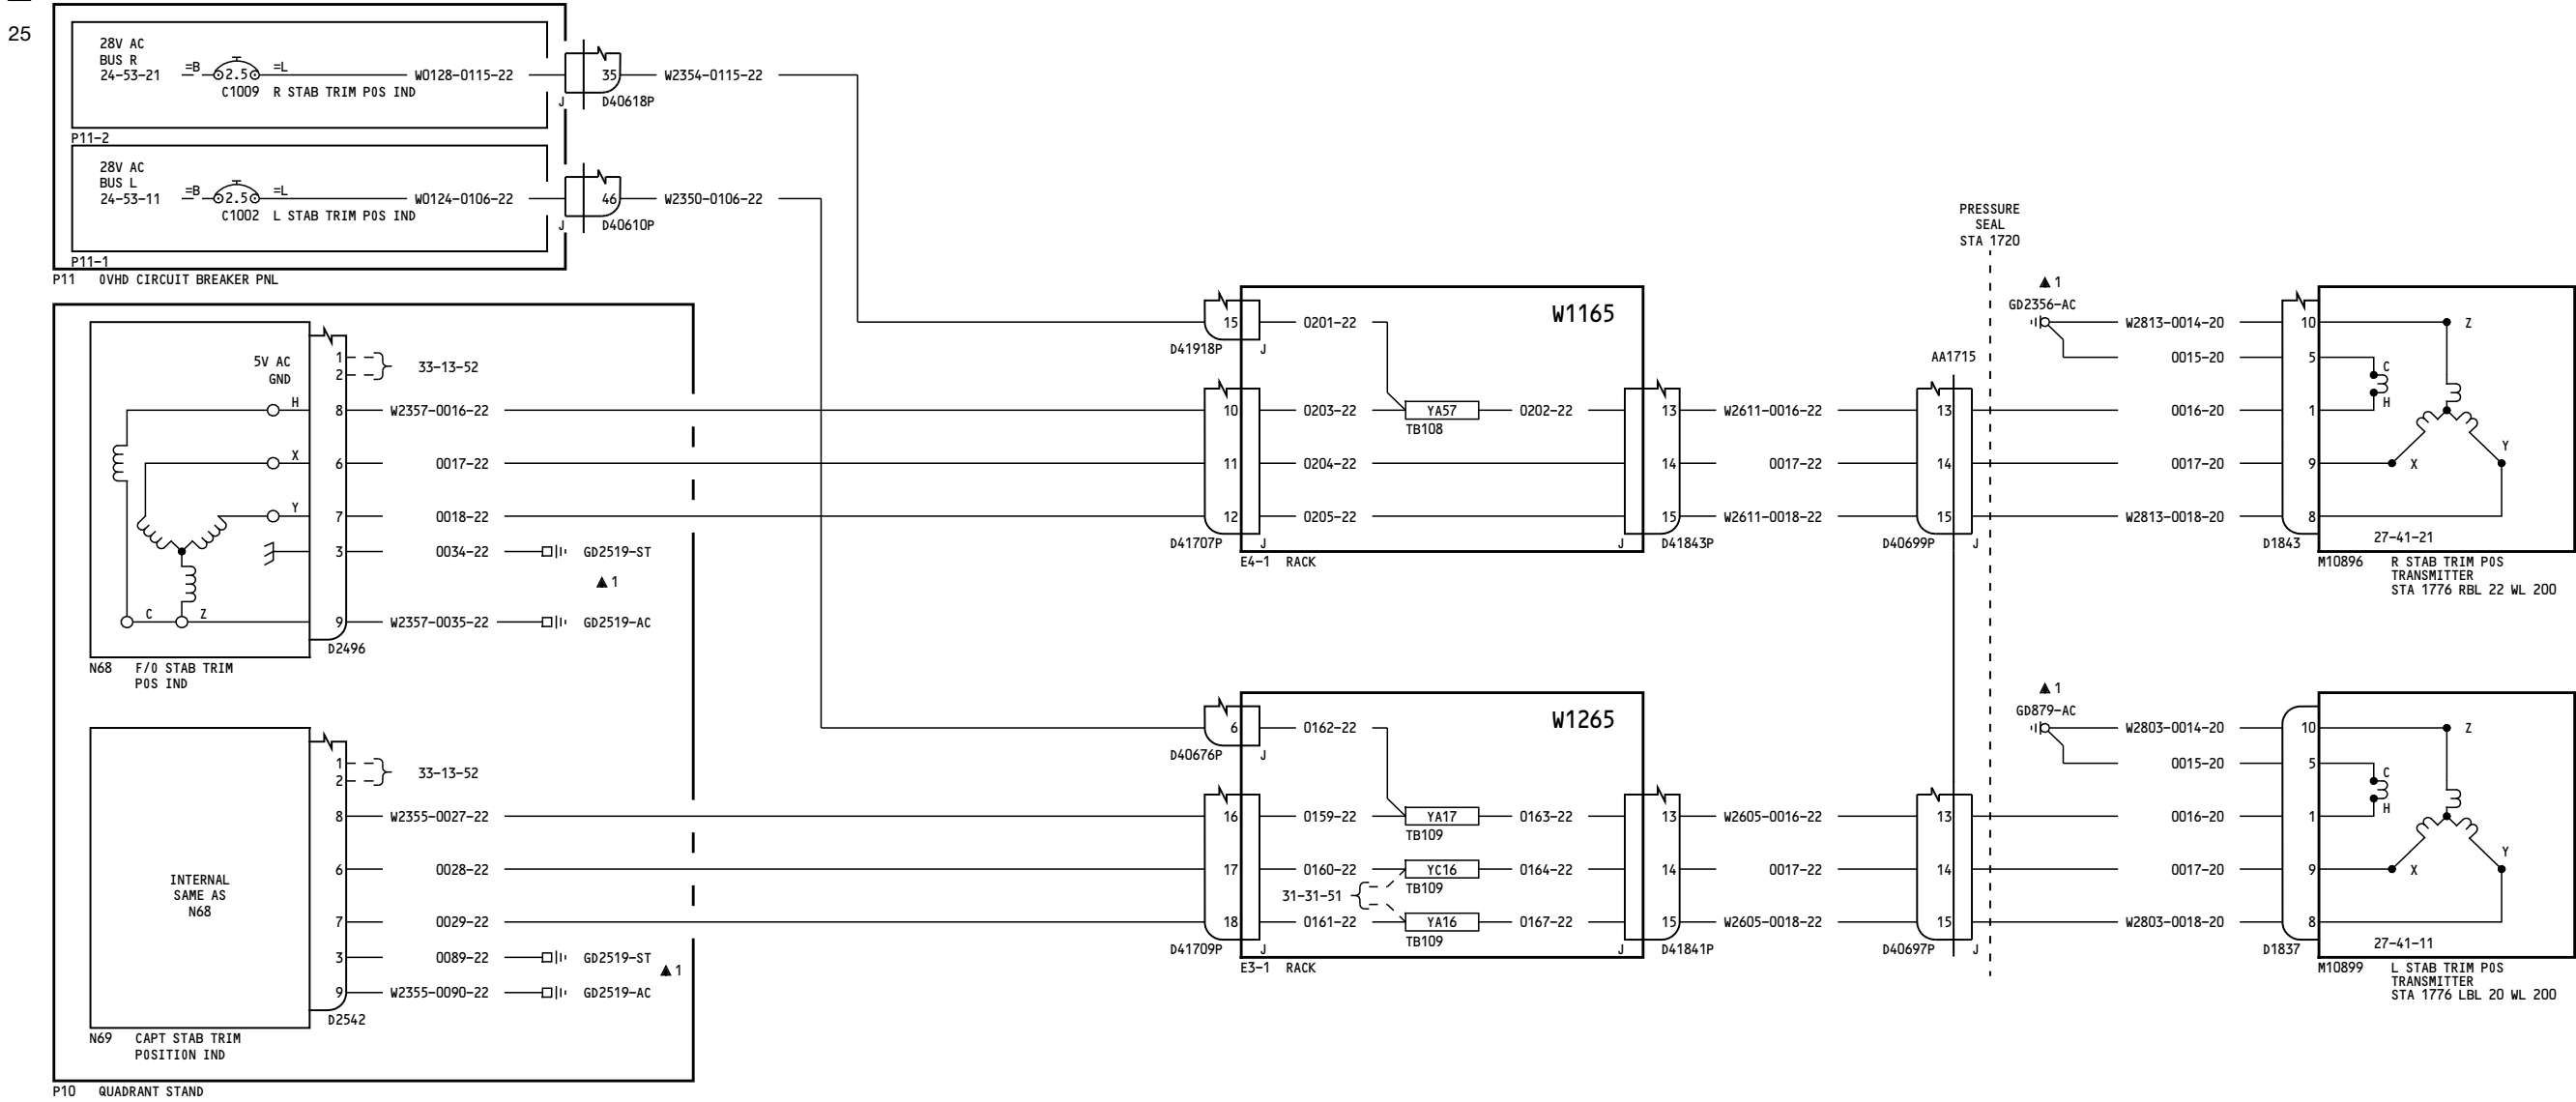 25
28V AC
BUS R
24-53-21
=B
2.5
=L
C1009 R STAB TRIM POS IND
W0128-0115-22
35
J
D40618P
W2354-0115-22
P11-2
28V AC
BUS L
24-53-11
=B
2.5
=L
C1002 L STAB TRIM POS IND
W0124-0106-22
46
J
D40610P
W2350-0106-22
P11-1
P11 OVHD CIRCUIT BREAKER PNL
5V AC
GND
H
X
Y
C
Z
1
2
33-13-52
8
W2357-0016-22
6
0017-22
7
0018-22
3
0034-22
GD2519-ST
▲ 1
9
W2357-0035-22
GD2519-AC
D2496
N68 F/O STAB TRIM
POS IND
INTERNAL
SAME AS
N68
1
2
33-13-52
8
W2355-0027-22
6
0028-22
7
0029-22
3
0089-22
GD2519-ST
▲ 1
9
W2355-0090-22
GD2519-AC
D2542
N69 CAPT STAB TRIM
POSITION IND
P10 QUADRANT STAND
W1165
15
0201-22
D41918P
J
10
0203-22
YA57
TB108
0202-22
13
11
0204-22
14
12
0205-22
15
D41707P
J
J
D41843P
E4-1 RACK
W2611-0016-22
0017-22
W2611-0018-22
AA1715
13
14
15
D40699P
J
PRESSURE
SEAL
STA 1720
▲ 1
GD2356-AC
W2813-0014-20
0015-20
0016-20
0017-20
W2813-0018-20
10
5
1
9
8
D1843
Z
C
H
X
Y
27-41-21
M10896 R STAB TRIM POS
TRANSMITTER
STA 1776 RBL 22 WL 200
W1265
6
0162-22
D40676P
J
16
0159-22
YA17
TB109
0163-22
13
17
0160-22
YC16
TB109
0164-22
14
31-31-51
18
0161-22
YA16
TB109
0167-22
15
D41709P
J
J
D41841P
E3-1 RACK
W2605-0016-22
0017-22
W2605-0018-22
13
14
15
D40697P
J
▲ 1
GD879-AC
W2803-0014-20
0015-20
0016-20
0017-20
W2803-0018-20
10
5
1
9
8
D1837
Z
C
H
X
Y
27-41-11
M10899 L STAB TRIM POS
TRANSMITTER
STA 1776 LBL 20 WL 200